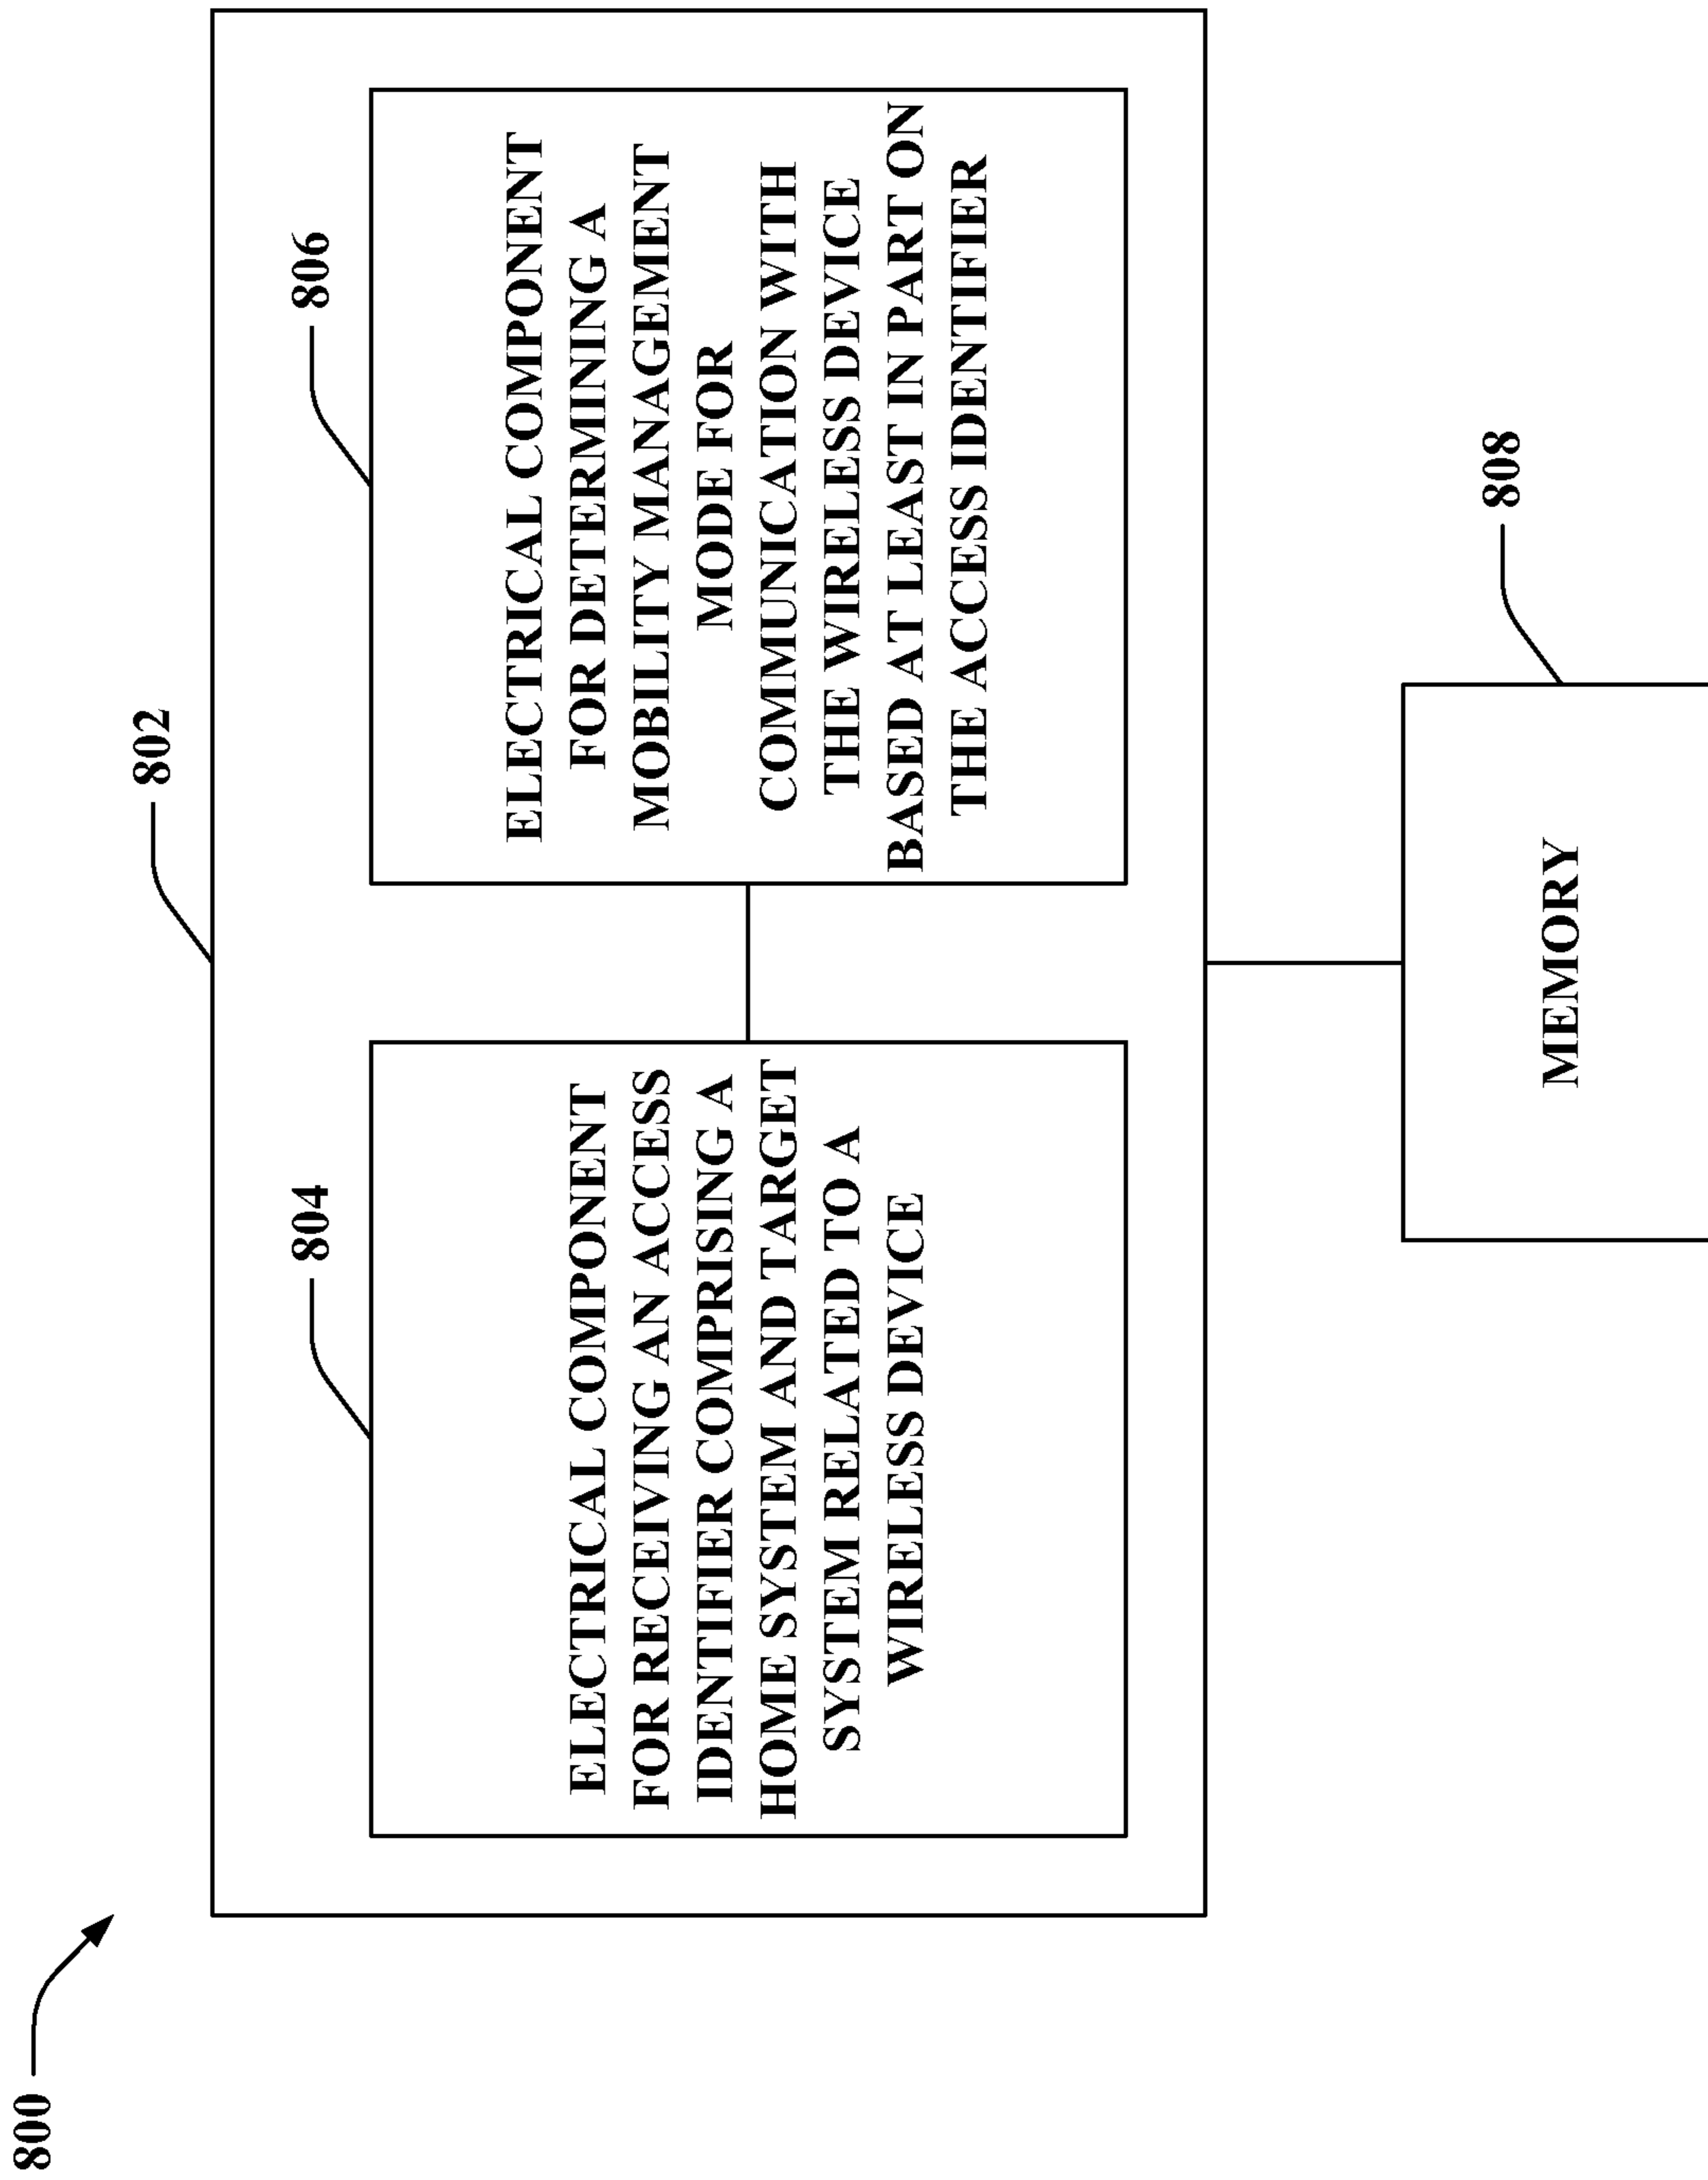 800
802
804
ELECTRICAL COMPONENT
FOR RECEIVING AN ACCESS
IDENTIFIER COMPRISING A
HOME SYSTEM AND TARGET
SYSTEM RELATED TO A
WIRELESS DEVICE
806
ELECTRICAL COMPONENT
FOR DETERMINING A
MOBILITY MANAGEMENT
MODE FOR
COMMUNICATION WITH
THE WIRELESS DEVICE
BASED AT LEAST IN PART ON
THE ACCESS IDENTIFIER
808
MEMORY